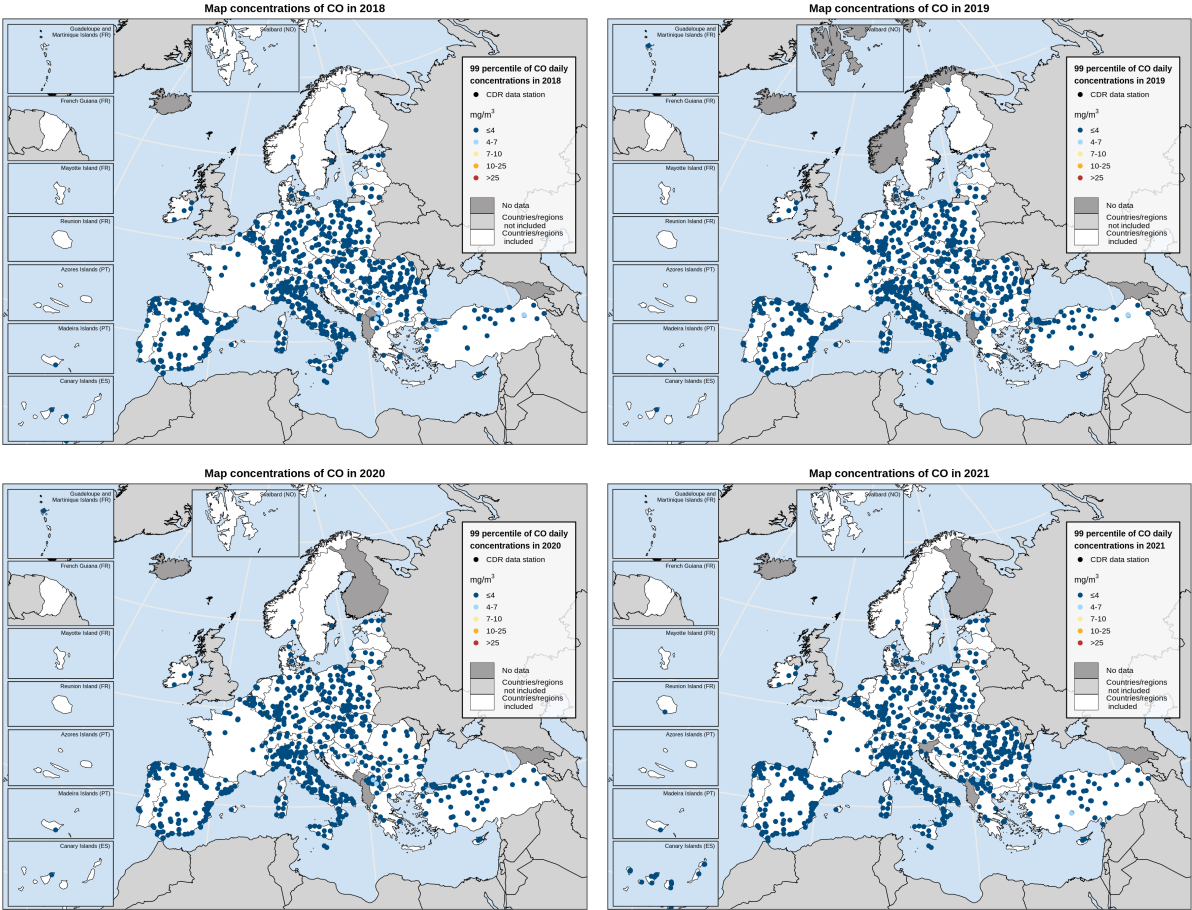 Map concentrations of CO in 2018
Guadeloupe and
Martinique Islands (FR)
Svalbard (NO)
French Guiana (FR)
Mayotte Island (FR)
Reunion Island (FR)
Azores Islands (PT)
Madeira Islands (PT)
Canary Islands (ES)
99 percentile of CO daily
concentrations in 2018
CDR data station
mg/m3
≤4
4-7
7-10
10-25
>25
No data
Countries/regions
not included
Countries/regions
included
Map concentrations of CO in 2019
Guadeloupe and
Martinique Islands (FR)
Svalbard (NO)
French Guiana (FR)
Mayotte Island (FR)
Reunion Island (FR)
Azores Islands (PT)
Madeira Islands (PT)
Canary Islands (ES)
99 percentile of CO daily
concentrations in 2019
CDR data station
mg/m3
≤4
4-7
7-10
10-25
>25
No data
Countries/regions
not included
Countries/regions
included
Map concentrations of CO in 2020
Guadeloupe and
Martinique Islands (FR)
Svalbard (NO)
French Guiana (FR)
Mayotte Island (FR)
Reunion Island (FR)
Azores Islands (PT)
Madeira Islands (PT)
Canary Islands (ES)
99 percentile of CO daily
concentrations in 2020
CDR data station
mg/m3
≤4
4-7
7-10
10-25
>25
No data
Countries/regions
not included
Countries/regions
included
Map concentrations of CO in 2021
Guadeloupe and
Martinique Islands (FR)
Svalbard (NO)
French Guiana (FR)
Mayotte Island (FR)
Reunion Island (FR)
Azores Islands (PT)
Madeira Islands (PT)
Canary Islands (ES)
99 percentile of CO daily
concentrations in 2021
CDR data station
mg/m3
≤4
4-7
7-10
10-25
>25
No data
Countries/regions
not included
Countries/regions
included